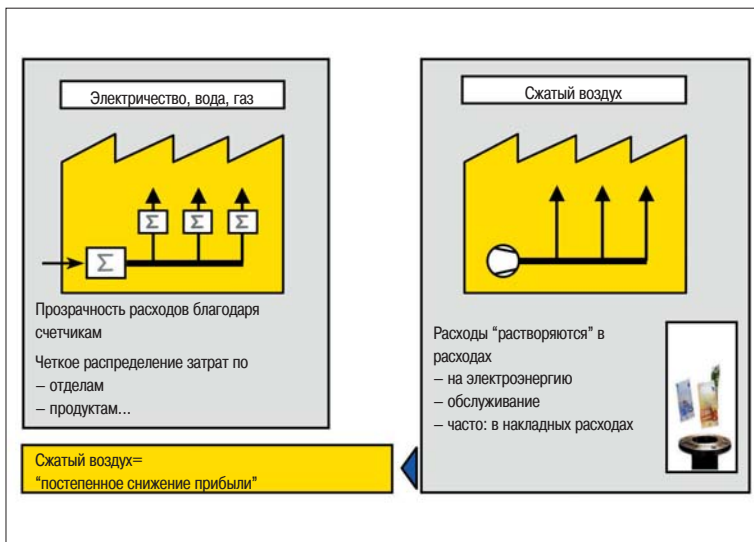 Электричество, вода, газ
Σ
Σ
Σ
Σ
Прозрачность расходов благодаря
счетчикам
Четкое распределение затрат по
– отделам
– продуктам...
Сжатый воздух
Расходы “растворяются” в
расходах
– на электроэнергию
– обслуживание
– часто: в накладных расходах
Сжатый воздух=
“постепенное снижение прибыли”